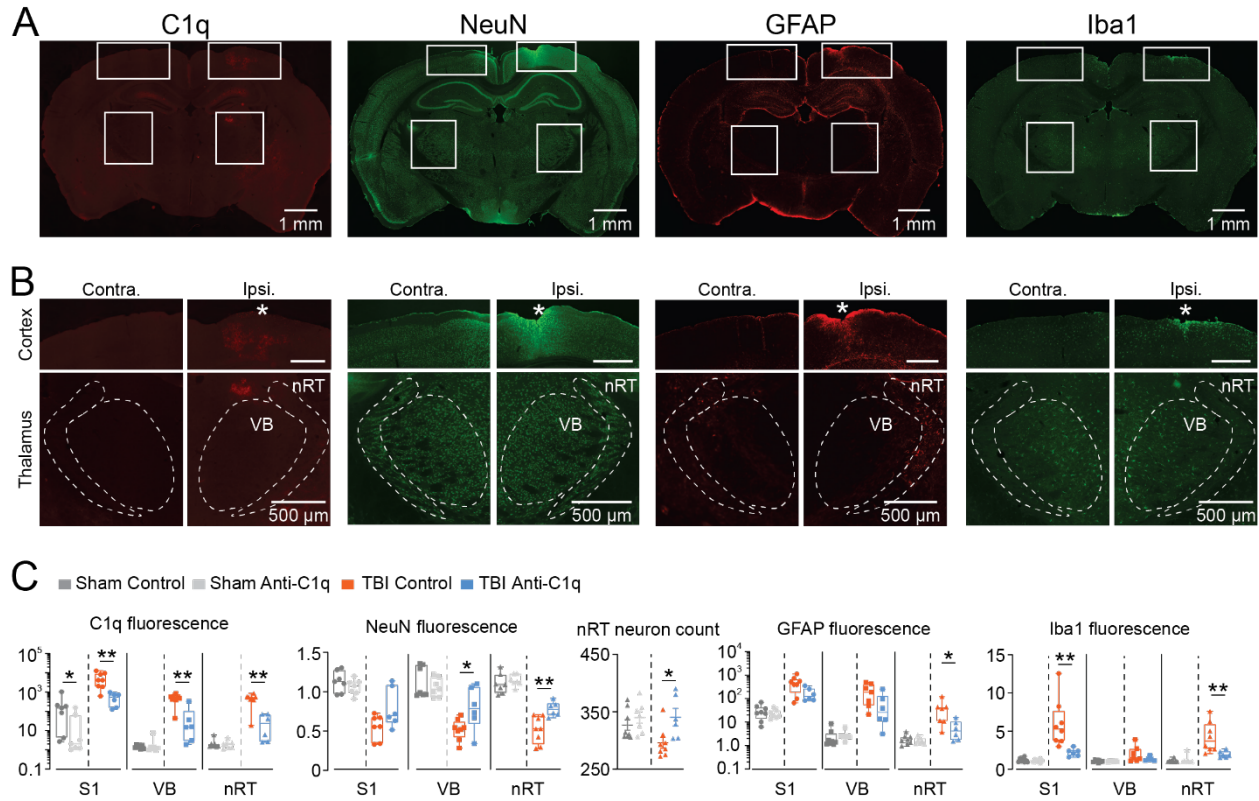 A
C1q
NeuN
GFAP
Iba1
1 mm
1 mm
1 mm
1 mm
B
Contra.
Ipsi.
Contra.
Ipsi.
Contra.
Ipsi.
Contra.
Ipsi.
*
*
*
*
Cortex
Thalamus
nRT
VB
500 µm
VB
500 µm
nRT
VB
500 µm
nRT
VB
500 µm
C
Sham Control
Sham Anti-C1q
TBI Control
TBI Anti-C1q
C1q fluorescence
10⁵
10³
10
0.1
*
**
**
**
S1
VB
nRT
NeuN fluorescence
1.5
1.0
0.5
0
*
**
S1
VB
nRT
nRT neuron count
450
350
250
*
GFAP fluorescence
10⁴
10³
10²
10
1.0
0.1
*
S1
VB
nRT
Iba1 fluorescence
15
10
5
0
**
**
S1
VB
nRT